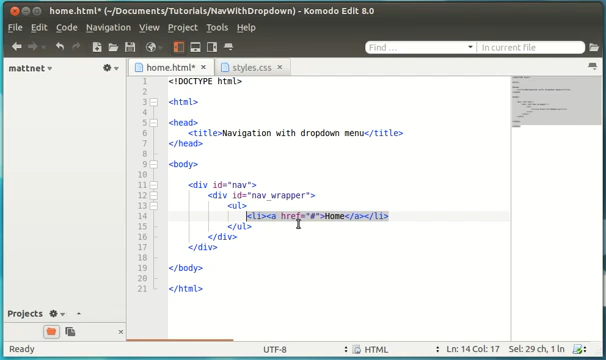 home.html* (~/Documents/Tutorials/NavWithDropdown) - Komodo Edit 8.0
File Edit Code Navigation View Project Tools Help
Find ... In current file
mattnet home.html* styles.css
1 <!DOCTYPE html>
2
3 <html>
4
5 <head>
6 <title>Navigation with dropdown menu</title>
7 </head>
8
9 <body>
10
11 <div id="nav">
12 <div id="nav_wrapper">
13 <ul>
14 <li><a href="#">Home</a></li>
15 </ul>
16 </div>
17 </div>
18
19 </body>
20
21 </html>
Projects
Ready UTF-8 HTML Ln: 14 Col: 17 Sel: 29 ch, 1 ln